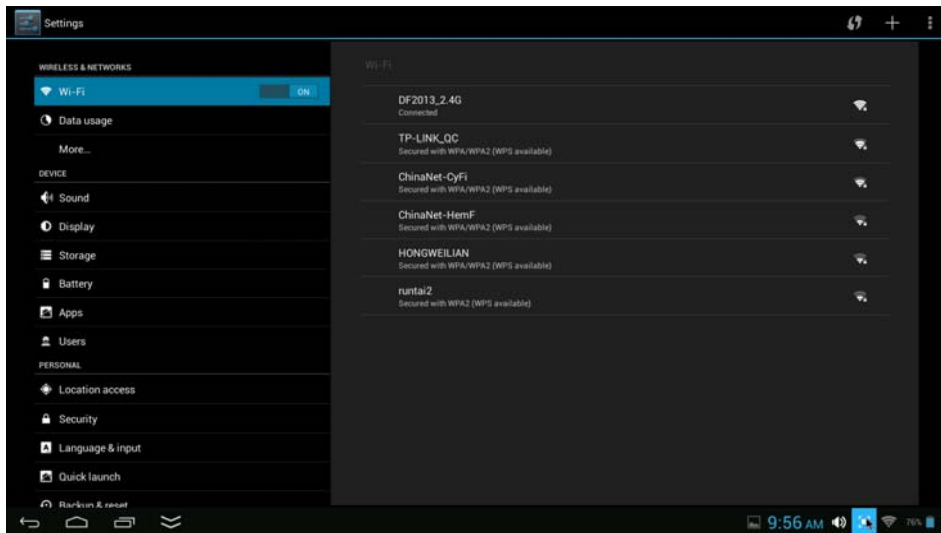 Settings
WIRELESS & NETWORKS
Wi-Fi
ON
Data usage
More...
DEVICE
Sound
Display
Storage
Battery
Apps
Users
PERSONAL
Location access
Security
Language & input
Quick launch
Backup & reset
Wi-Fi
DF2013_2.4G
Connected
TP-LINK_QC
Secured with WPA/WPA2 (WPS available)
ChinaNet-CyFi
Secured with WPA/WPA2 (WPS available)
ChinaNet-HemF
Secured with WPA/WPA2 (WPS available)
HONGWEILIAN
Secured with WPA/WPA2 (WPS available)
runtai2
Secured with WPA2 (WPS available)
9:56 AM
76%